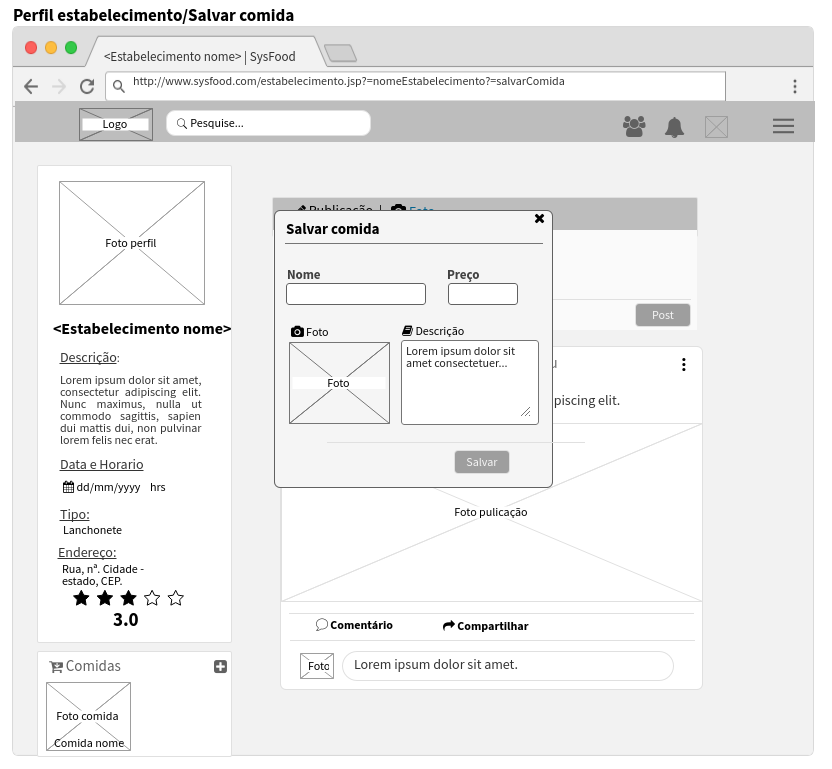 Perfil estabelecimento/Salvar comida
<Estabelecimento nome> | SysFood
http://www.sysfood.com/estabelecimento.jsp?=nomeEstabelecimento?=salvarComida
Logo
Pesquise...
Foto perfil
<Estabelecimento nome>
Descrição:
Lorem ipsum dolor sit amet,
consectetur adipiscing elit.
Nunc maximus, nulla ut
commodo sagittis, sapien
dui mattis dui, non pulvinar
lorem felis nec erat.
Data e Horario
dd/mm/yyyy hrs
Tipo:
Lanchonete
Endereço:
Rua, nª. Cidade -
estado, CEP.
3.0
Comidas
Foto comida
Comida nome
Publicação | Foto
Salvar comida
Nome
Preço
Foto
Descrição
Foto
Lorem ipsum dolor sit
amet consectetuer...
Salvar
Post
u
piscing elit.
Foto pulicação
Comentário
Compartilhar
Foto
Lorem ipsum dolor sit amet.